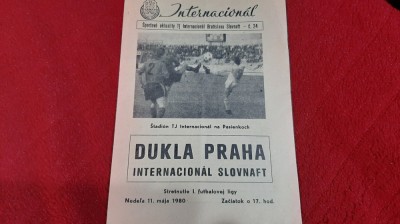 Internacionál
Športové aktuality TJ Internacionál Bratislava Slovnaft - č. 24
Štadión TJ Internacionál na Pasienkoch
DUKLA PRAHA
INTERNACIONÁL SLOVNAFT
Stretnutie I. futbalovej ligy
Nedeľa 11. mája 1980 Začiatok o 17. hod.